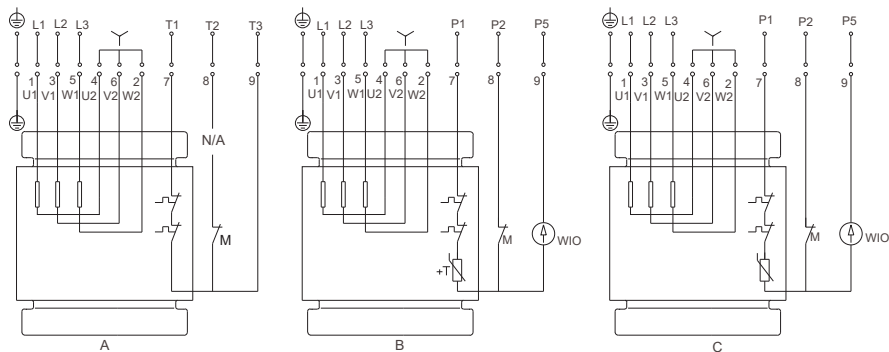 L1 L2 L3 T1 T2 T3
1 3 5 4 6 2 7 8 9
U1 V1 W1 U2 V2 W2
N/A
M
A
L1 L2 L3 P1 P2 P5
1 3 5 4 6 2 7 8 9
U1 V1 W1 U2 V2 W2
M
WIO
+T
B
L1 L2 L3 P1 P2 P5
1 3 5 4 6 2 7 8 9
U1 V1 W1 U2 V2 W2
M
WIO
C